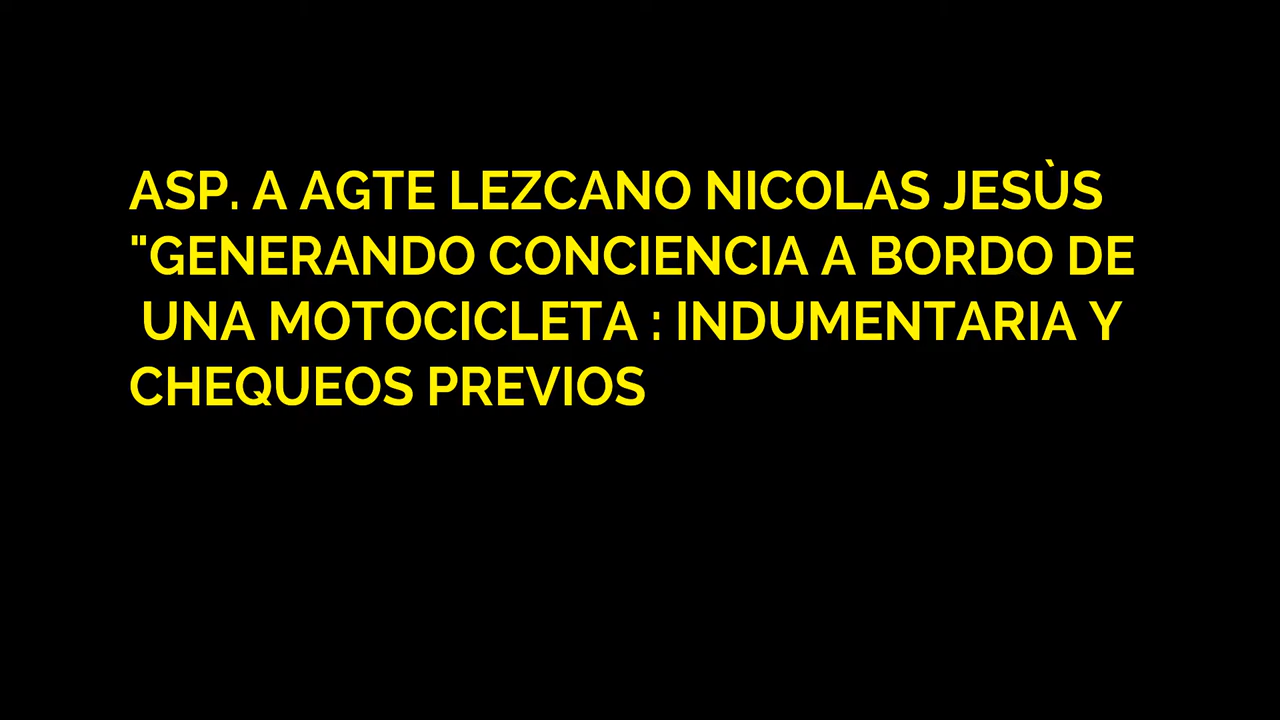 ASP. A AGTE LEZCANO NICOLAS JESÙS
"GENERANDO CONCIENCIA A BORDO DE
UNA MOTOCICLETA : INDUMENTARIA Y
CHEQUEOS PREVIOS